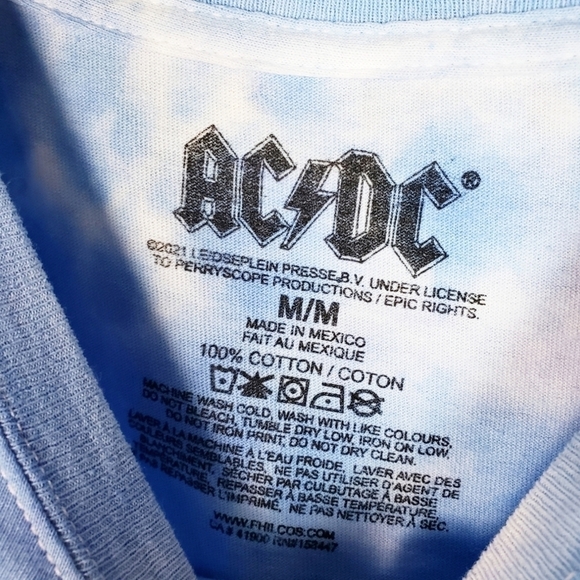 AC⚡DC®
©2021 LEIDSEPLEIN PRESSE B.V. UNDER LICENSE
TO PERRYSCOPE PRODUCTIONS / EPIC RIGHTS.
M/M
MADE IN MEXICO
FAIT AU MEXIQUE
100% COTTON / COTON
MACHINE WASH COLD, WASH WITH LIKE COLOURS,
DO NOT BLEACH, TUMBLE DRY LOW, IRON ON LOW,
DO NOT IRON PRINT, DO NOT DRY CLEAN.
LAVER À LA MACHINE À L'EAU FROIDE, LAVER AVEC DES
COULEURS SEMBLABLES, NE PAS UTILISER D'AGENT DE
BLANCHIMENT, SÉCHER PAR CULBUTAGE À BASSE
TEMPÉRATURE, REPASSER À BASSE TEMPÉRATURE,
REPASSER L'IMPRIMÉ, NE PAS NETTOYER À SEC.
WWW.FHILCOS.COM
CA# 41900 RN#153447